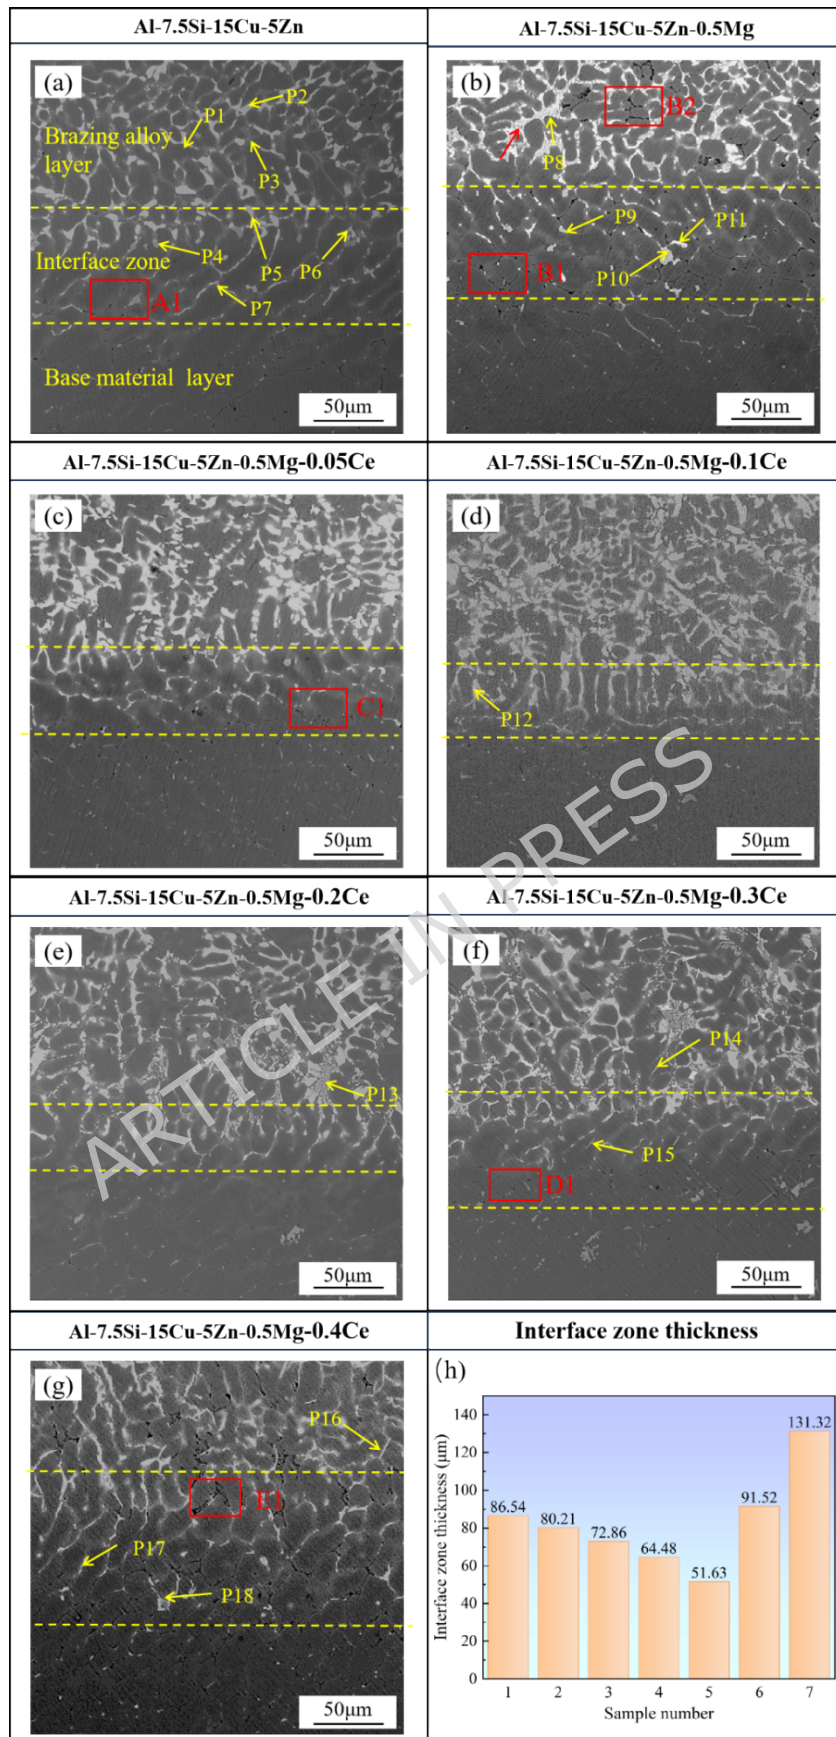 Al-7.5Si-15Cu-5Zn
Al-7.5Si-15Cu-5Zn-0.5Mg
(a)
P2
P1
Brazing alloy
layer
P3
P4
Interface zone
P5
P6
A1
P7
Base material layer
50μm
(b)
B2
P8
P9
P11
B1
P10
50μm
Al-7.5Si-15Cu-5Zn-0.5Mg-0.05Ce
Al-7.5Si-15Cu-5Zn-0.5Mg-0.1Ce
(c)
C1
50μm
(d)
P12
50μm
Al-7.5Si-15Cu-5Zn-0.5Mg-0.2Ce
Al-7.5Si-15Cu-5Zn-0.5Mg-0.3Ce
(e)
P13
50μm
(f)
P14
P15
D1
50μm
Al-7.5Si-15Cu-5Zn-0.5Mg-0.4Ce
Interface zone thickness
(g)
P16
E1
P17
P18
50μm
(h)
Interface zone thickness (μm)
140
120
100
80
60
40
20
0
86.54
80.21
72.86
64.48
51.63
91.52
131.32
1 2 3 4 5 6 7
Sample number
ARTICLE IN PRESS